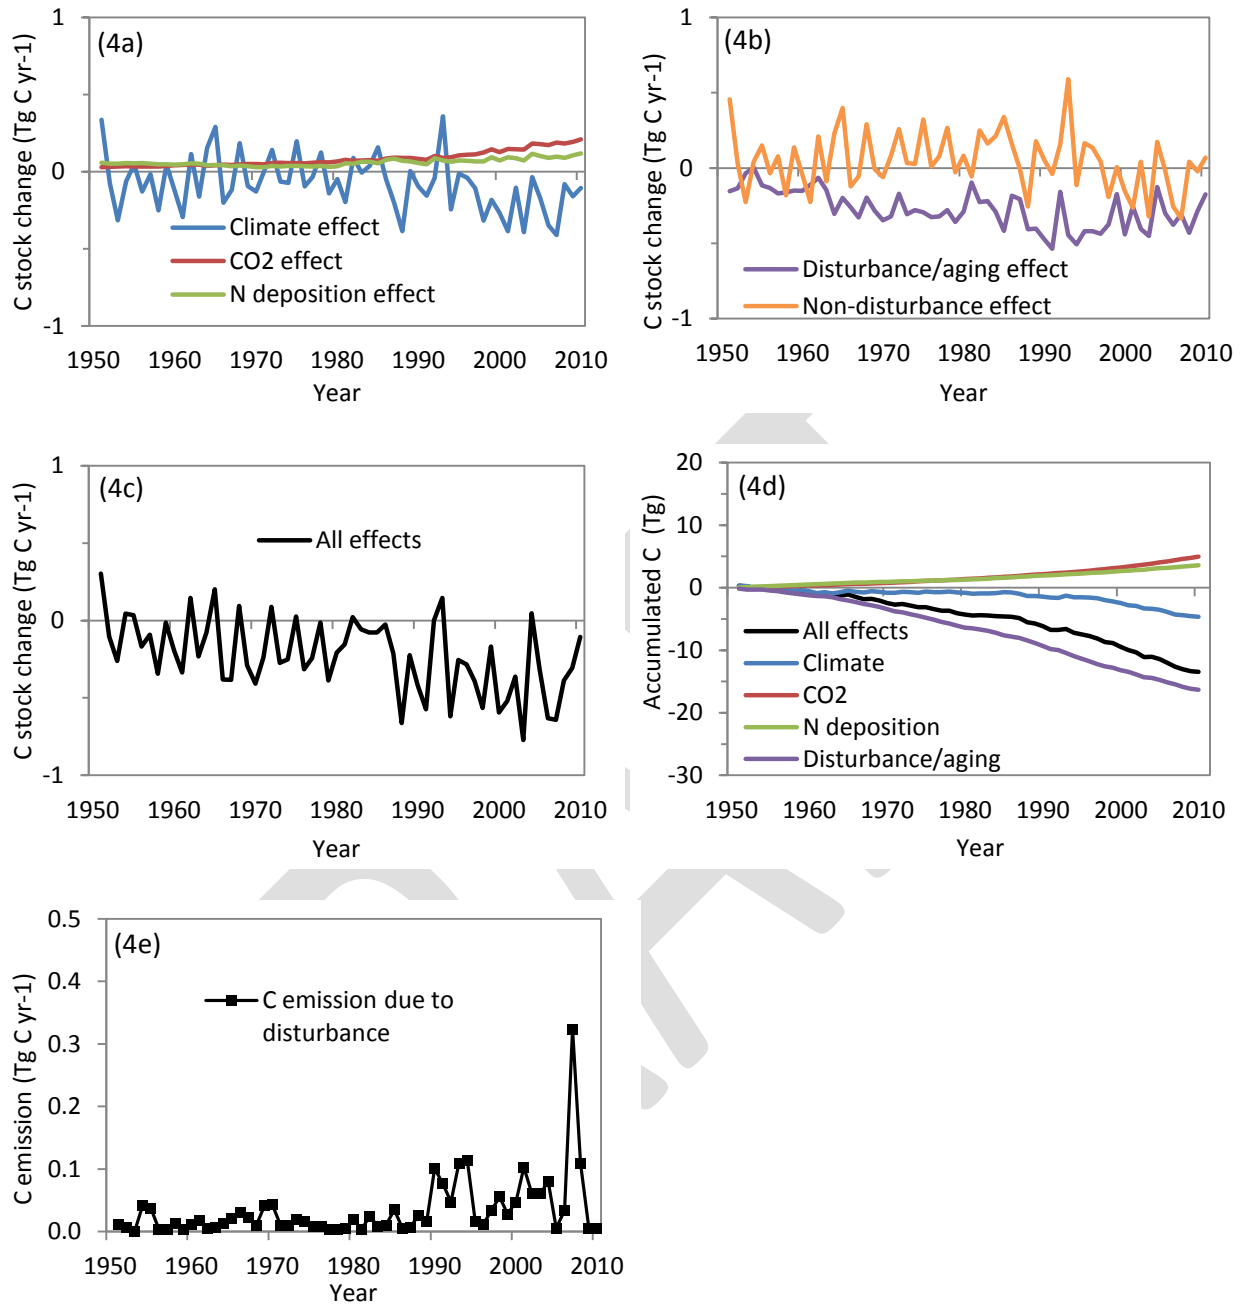 (4a)
C stock change (Tg C yr-1)
1
0
-1
Climate effect
CO2 effect
N deposition effect
1950 1960 1970 1980 1990 2000 2010
Year
(4b)
C stock change (Tg C yr-1)
1
0
-1
Disturbance/aging effect
Non-disturbance effect
1950 1960 1970 1980 1990 2000 2010
Year
(4c)
C stock change (Tg C yr-1)
1
0
-1
All effects
1950 1960 1970 1980 1990 2000 2010
Year
(4d)
Accumulated C (Tg)
20
10
0
-10
-20
-30
All effects
Climate
CO2
N deposition
Disturbance/aging
1950 1960 1970 1980 1990 2000 2010
Year
(4e)
C emission (Tg C yr-1)
0.5
0.4
0.3
0.2
0.1
0.0
C emission due to
disturbance
1950 1960 1970 1980 1990 2000 2010
Year